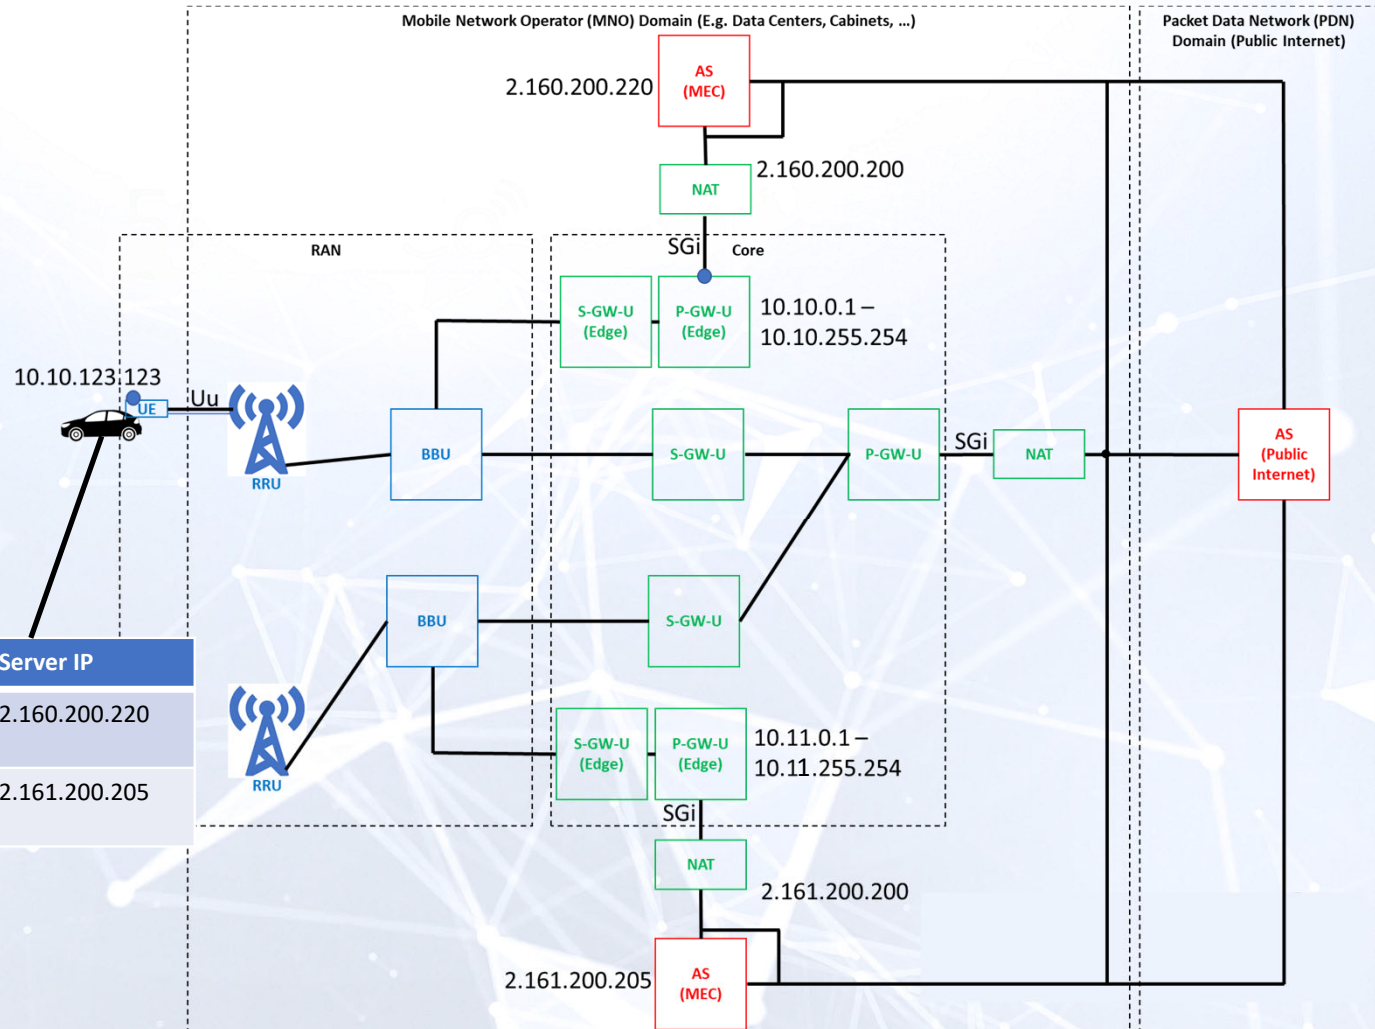 Mobile Network Operator (MNO) Domain (E.g. Data Centers, Cabinets, ...)
Packet Data Network (PDN)
Domain (Public Internet)
AS
(MEC)
2.160.200.220
NAT
2.160.200.200
RAN
SGi
Core
S-GW-U
(Edge)
P-GW-U
(Edge)
10.10.0.1 –
10.10.255.254
10.10.123.123
UE
Uu
RRU
BBU
S-GW-U
P-GW-U
SGi
NAT
AS
(Public
Internet)
BBU
S-GW-U
Server IP
2.160.200.220
2.161.200.205
RRU
S-GW-U
(Edge)
P-GW-U
(Edge)
10.11.0.1 –
10.11.255.254
SGi
NAT
2.161.200.200
2.161.200.205
AS
(MEC)